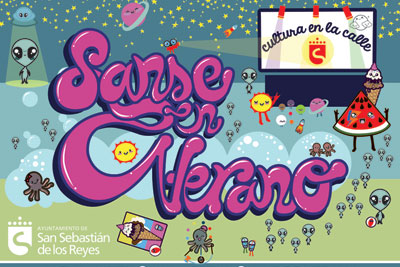 cultura en la calle
Sanse
en
Verano
AYUNTAMIENTO DE
San Sebastián
de los Reyes